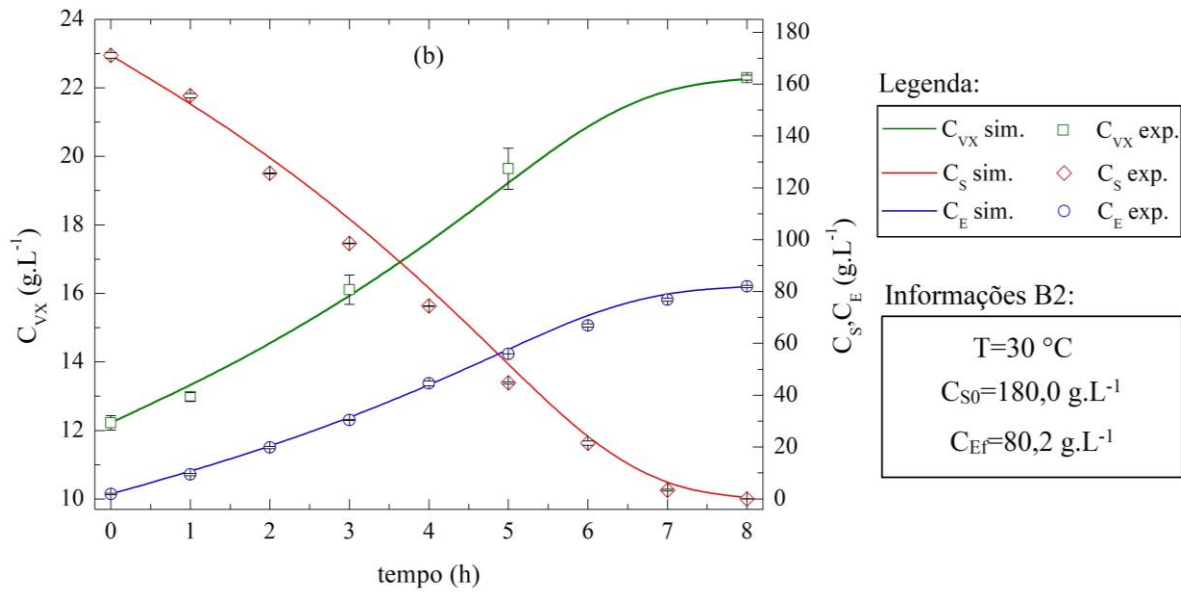 (b)
24
22
20
18
16
14
12
10
C_VX (g.L⁻¹)
180
160
140
120
100
80
60
40
20
0
C_S,C_E (g.L⁻¹)
0 1 2 3 4 5 6 7 8
tempo (h)
Legenda:
C_VX sim. C_VX exp.
C_S sim. C_S exp.
C_E sim. C_E exp.
Informações B2:
T=30 °C
C_S0=180,0 g.L⁻¹
C_Ef=80,2 g.L⁻¹